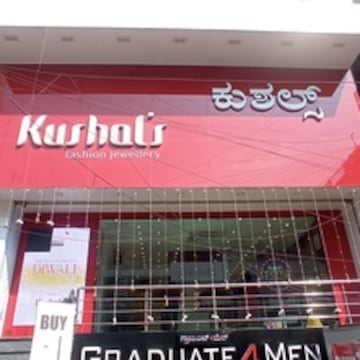 ಕುಶಲ್ಸ್
Kushal's
fashion jewellery
DIWALI
BUY
GRADUATE 4 MEN